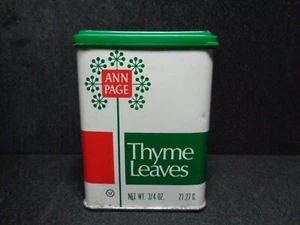 ANN
PAGE
Thyme
Leaves
NET WT. 3/4 OZ. 21.27 G.